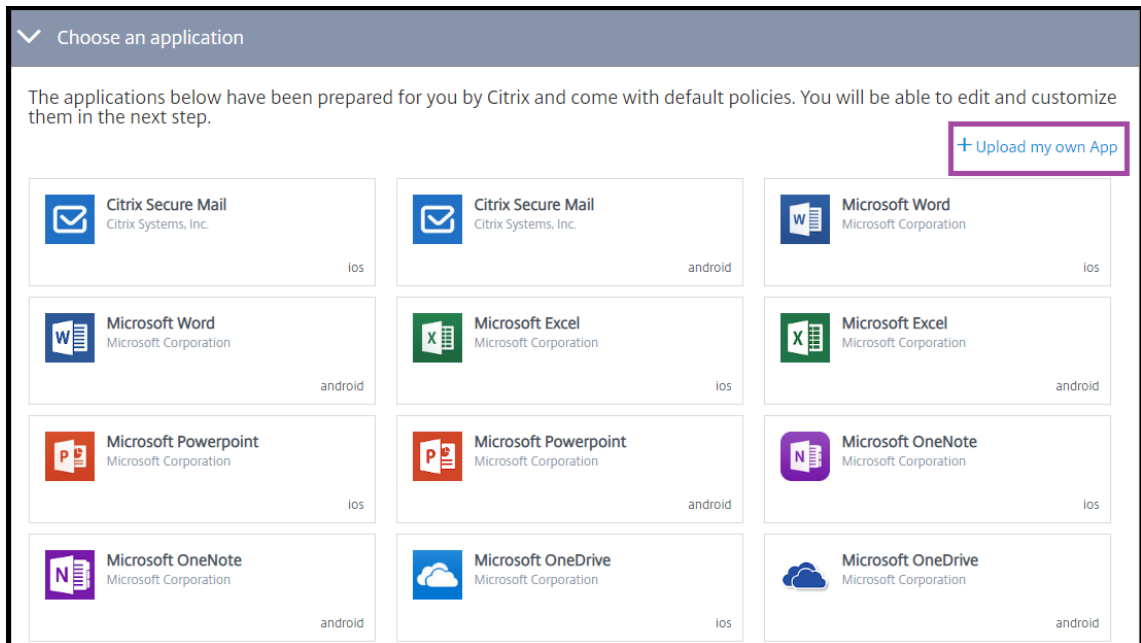 Choose an application
The applications below have been prepared for you by Citrix and come with default policies. You will be able to edit and customize
them in the next step.
+ Upload my own App
Citrix Secure Mail
Citrix Systems, Inc.
ios
Citrix Secure Mail
Citrix Systems, Inc.
android
Microsoft Word
Microsoft Corporation
ios
Microsoft Word
Microsoft Corporation
android
Microsoft Excel
Microsoft Corporation
ios
Microsoft Excel
Microsoft Corporation
android
Microsoft Powerpoint
Microsoft Corporation
ios
Microsoft Powerpoint
Microsoft Corporation
android
Microsoft OneNote
Microsoft Corporation
ios
Microsoft OneNote
Microsoft Corporation
android
Microsoft OneDrive
Microsoft Corporation
ios
Microsoft OneDrive
Microsoft Corporation
android